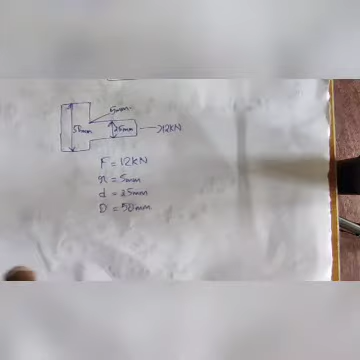 5mm
50mm
25mm
12kN
F = 12kN
r = 5mm
d = 25mm
D = 50mm